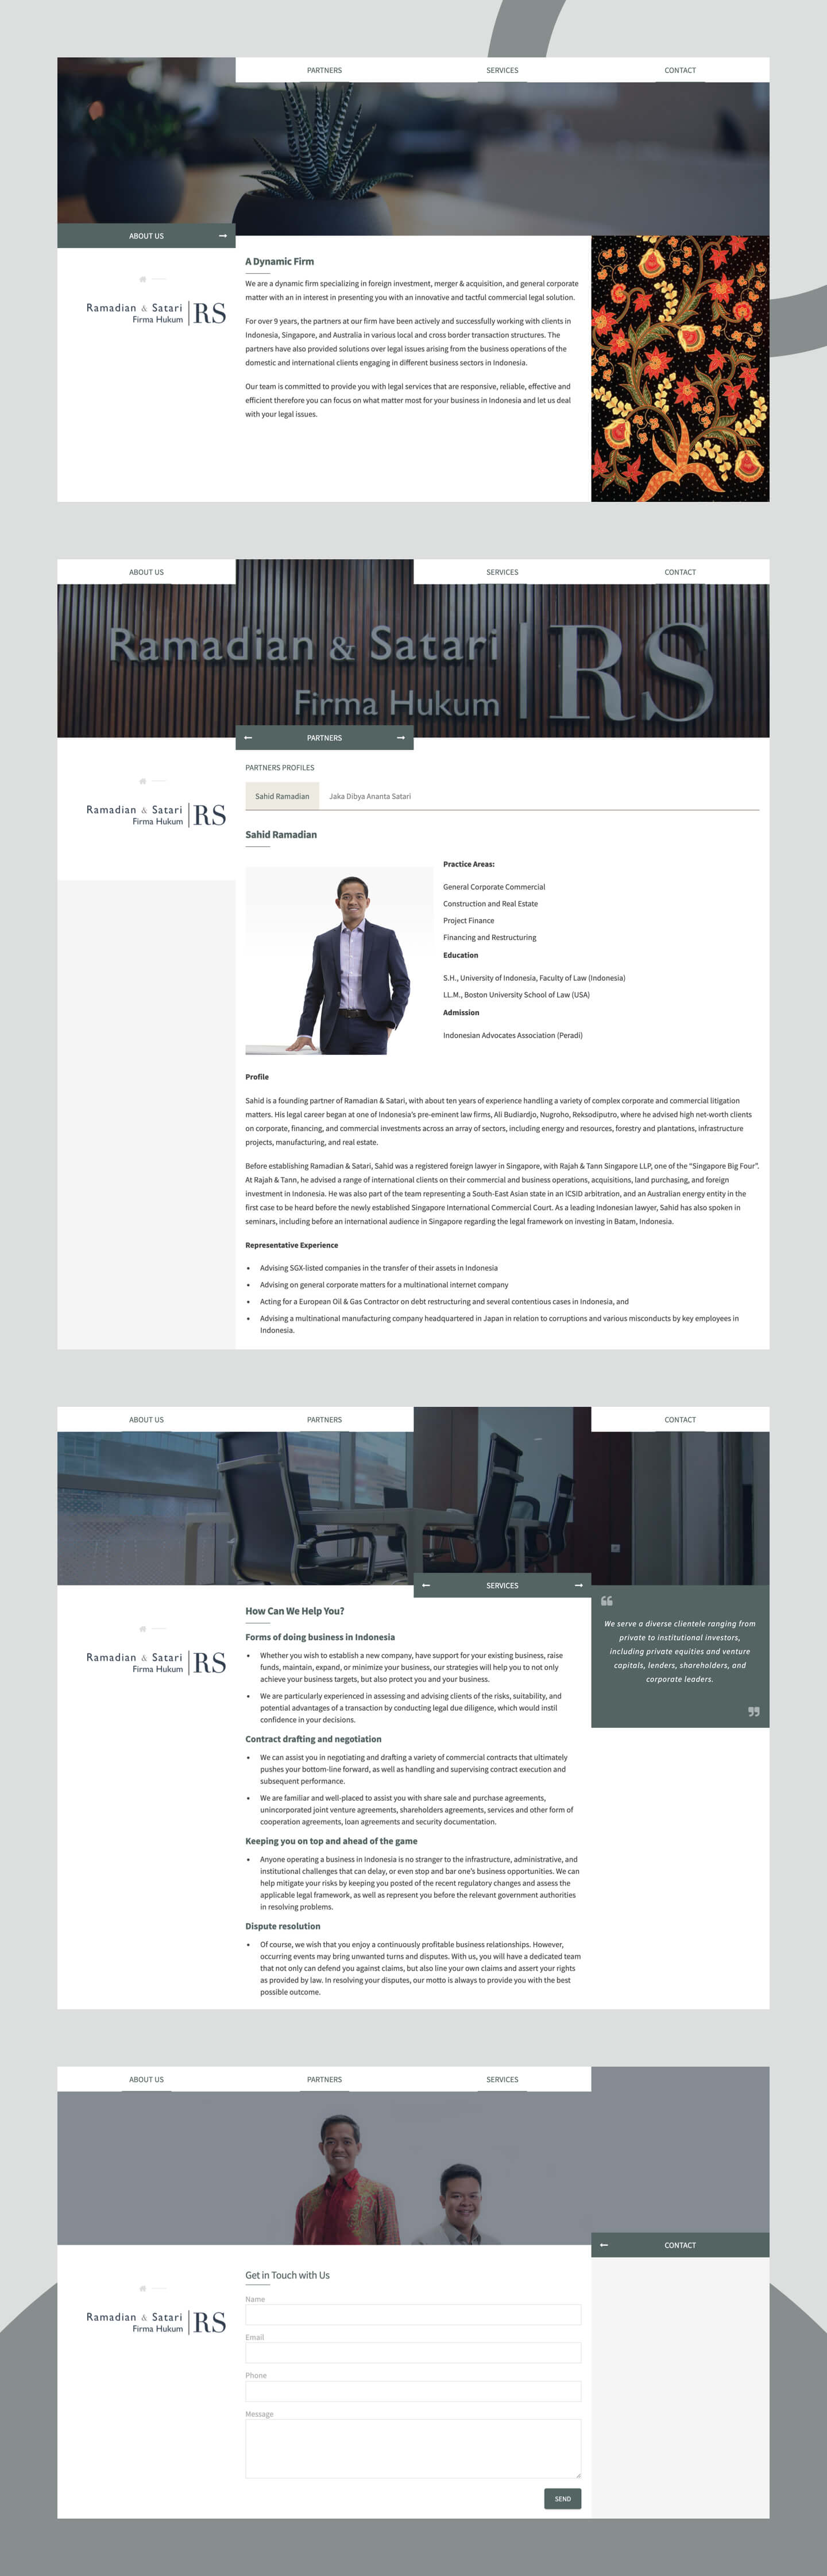 PARTNERS
SERVICES
CONTACT
ABOUT US
Ramadian & Satari
Firma Hukum
RS
A Dynamic Firm
We are a dynamic firm specializing in foreign investment, merger & acquisition, and general corporate
matter with an in interest in presenting you with an innovative and tactful commercial legal solution.
For over 9 years, the partners at our firm have been actively and successfully working with clients in
Indonesia, Singapore, and Australia in various local and cross border transaction structures. The
partners have also provided solutions over legal issues arising from the business operations of the
domestic and international clients engaging in different business sectors in Indonesia.
Our team is committed to provide you with legal services that are responsive, reliable, effective and
efficient therefore you can focus on what matter most for your business in Indonesia and let us deal
with your legal issues.
ABOUT US
SERVICES
CONTACT
Ramadian & Satari
Firma Hukum
RS
PARTNERS
Ramadian & Satari
Firma Hukum
RS
PARTNERS PROFILES
Sahid Ramadian
Jaka Dibya Ananta Satari
Sahid Ramadian
Practice Areas:
General Corporate Commercial
Construction and Real Estate
Project Finance
Financing and Restructuring
Education
S.H., University of Indonesia, Faculty of Law (Indonesia)
LL.M., Boston University School of Law (USA)
Admission
Indonesian Advocates Association (Peradi)
Profile
Sahid is a founding partner of Ramadian & Satari, with about ten years of experience handling a variety of complex corporate and commercial litigation
matters. His legal career began at one of Indonesia's pre-eminent law firms, Ali Budiardjo, Nugroho, Reksodiputro, where he advised high net-worth clients
on corporate, financing, and commercial investments across an array of sectors, including energy and resources, forestry and plantations, infrastructure
projects, manufacturing, and real estate.
Before establishing Ramadian & Satari, Sahid was a registered foreign lawyer in Singapore, with Rajah & Tann Singapore LLP, one of the “Singapore Big Four”.
At Rajah & Tann, he advised a range of international clients on their commercial and business operations, acquisitions, land purchasing, and foreign
investment in Indonesia. He was also part of the team representing a South-East Asian state in an ICSID arbitration, and an Australian energy entity in the
first case to be heard before the newly established Singapore International Commercial Court. As a leading Indonesian lawyer, Sahid has also spoken in
seminars, including before an international audience in Singapore regarding the legal framework on investing in Batam, Indonesia.
Representative Experience
• Advising SGX-listed companies in the transfer of their assets in Indonesia
• Advising on general corporate matters for a multinational internet company
• Acting for a European Oil & Gas Contractor on debt restructuring and several contentious cases in Indonesia, and
• Advising a multinational manufacturing company headquartered in Japan in relation to corruptions and various misconducts by key employees in
Indonesia.
ABOUT US
PARTNERS
CONTACT
SERVICES
Ramadian & Satari
Firma Hukum
RS
How Can We Help You?
Forms of doing business in Indonesia
• Whether you wish to establish a new company, have support for your existing business, raise
funds, maintain, expand, or minimize your business, our strategies will help you to not only
achieve your business targets, but also protect you and your business.
• We are particularly experienced in assessing and advising clients of the risks, suitability, and
potential advantages of a transaction by conducting legal due diligence, which would instil
confidence in your decisions.
Contract drafting and negotiation
• We can assist you in negotiating and drafting a variety of commercial contracts that ultimately
pushes your bottom-line forward, as well as handling and supervising contract execution and
subsequent performance.
• We are familiar and well-placed to assist you with share sale and purchase agreements,
unincorporated joint venture agreements, shareholders agreements, services and other form of
cooperation agreements, loan agreements and security documentation.
Keeping you on top and ahead of the game
• Anyone operating a business in Indonesia is no stranger to the infrastructure, administrative, and
institutional challenges that can delay, or even stop and bar one's business opportunities. We can
help mitigate your risks by keeping you posted of the recent regulatory changes and assess the
applicable legal framework, as well as represent you before the relevant government authorities
in resolving problems.
Dispute resolution
• Of course, we wish that you enjoy a continuously profitable business relationships. However,
occurring events may bring unwanted turns and disputes. With us, you will have a dedicated team
that not only can defend you against claims, but also line your own claims and assert your rights
as provided by law. In resolving your disputes, our motto is always to provide you with the best
possible outcome.
“
We serve a diverse clientele ranging from
private to institutional investors,
including private equities and venture
capitals, lenders, shareholders, and
corporate leaders.
”
ABOUT US
PARTNERS
SERVICES
CONTACT
Ramadian & Satari
Firma Hukum
RS
Get in Touch with Us
Name
Email
Phone
Message
SEND